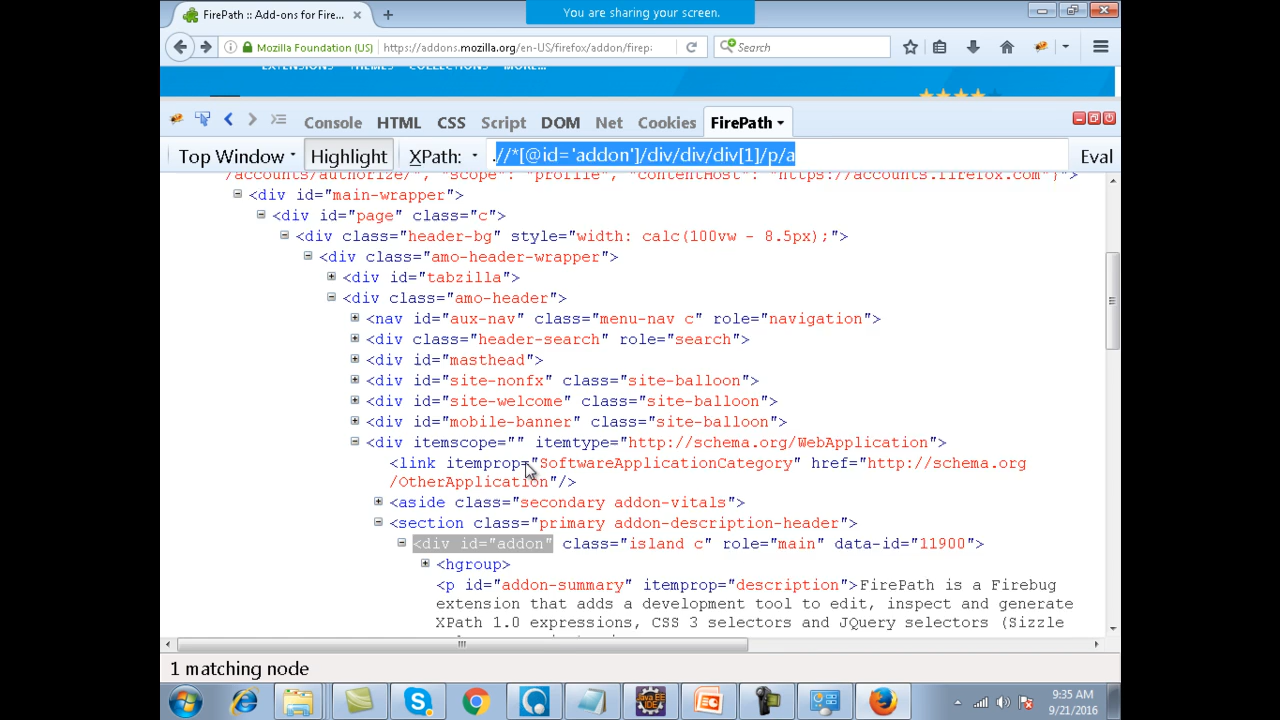 You are sharing your screen.
FirePath :: Add-ons for Fire...
Mozilla Foundation (US)
https://addons.mozilla.org/en-US/firefox/addon/firep
Search
EXTENSIONS THEMES COLLECTIONS MORE...
Console HTML CSS Script DOM Net Cookies FirePath
Top Window Highlight XPath: .//*[@id='addon']/div/div/div[1]/p/a Eval
/accounts/authorize/", "scope": "profile", "contentHost": "https://accounts.firefox.com"}">
<div id="main-wrapper">
<div id="page" class="c">
<div class="header-bg" style="width: calc(100vw - 8.5px);">
<div class="amo-header-wrapper">
<div id="tabzilla">
<div class="amo-header">
<nav id="aux-nav" class="menu-nav c" role="navigation">
<div class="header-search" role="search">
<div id="masthead">
<div id="site-nonfx" class="site-balloon">
<div id="site-welcome" class="site-balloon">
<div id="mobile-banner" class="site-balloon">
<div itemscope="" itemtype="http://schema.org/WebApplication">
<link itemprop="SoftwareApplicationCategory" href="http://schema.org
/OtherApplication"/>
<aside class="secondary addon-vitals">
<section class="primary addon-description-header">
<div id="addon" class="island c" role="main" data-id="11900">
<hgroup>
<p id="addon-summary" itemprop="description">FirePath is a Firebug
extension that adds a development tool to edit, inspect and generate
XPath 1.0 expressions, CSS 3 selectors and JQuery selectors (Sizzle
1 matching node
Java EE
IDE
9:35 AM
9/21/2016